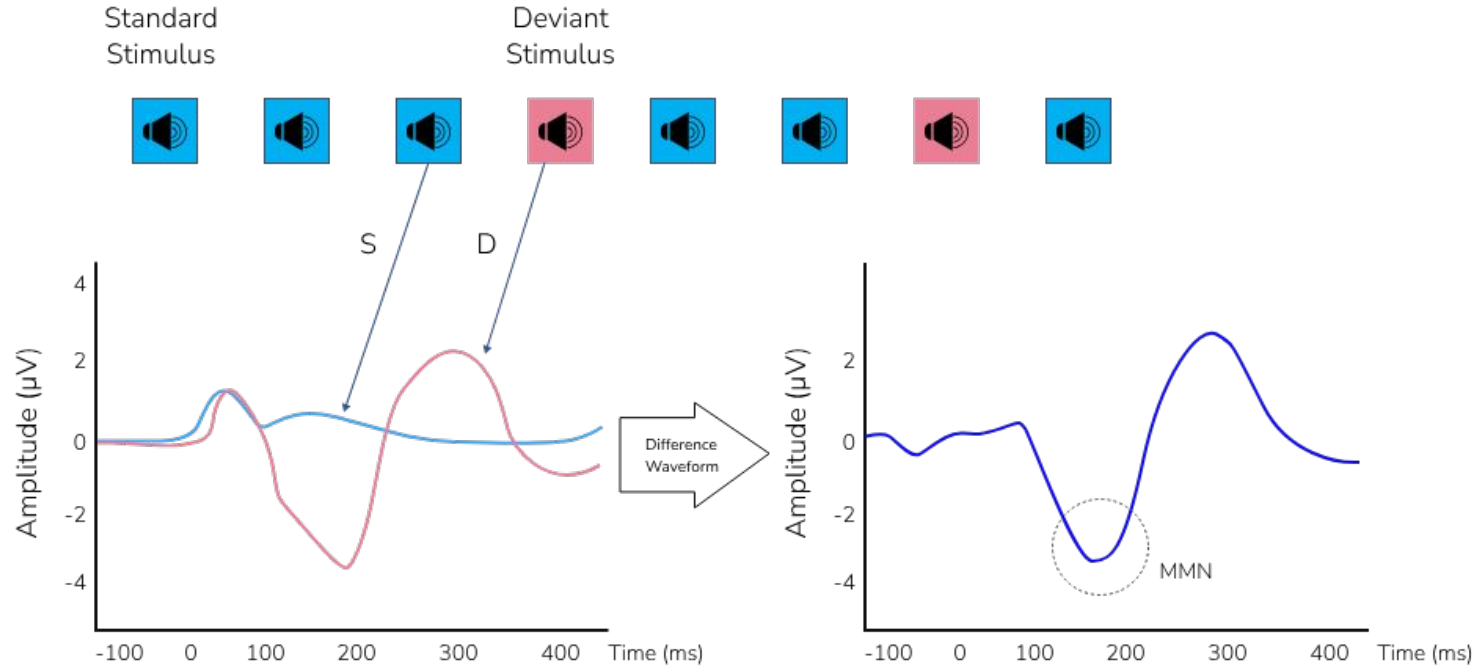 Standard
Stimulus
Deviant
Stimulus
S
D
Amplitude (µV)
4
2
0
-2
-4
-100 0 100 200 300 400 Time (ms)
Difference
Waveform
Amplitude (µV)
2
0
-2
-4
MMN
-100 0 100 200 300 400 Time (ms)